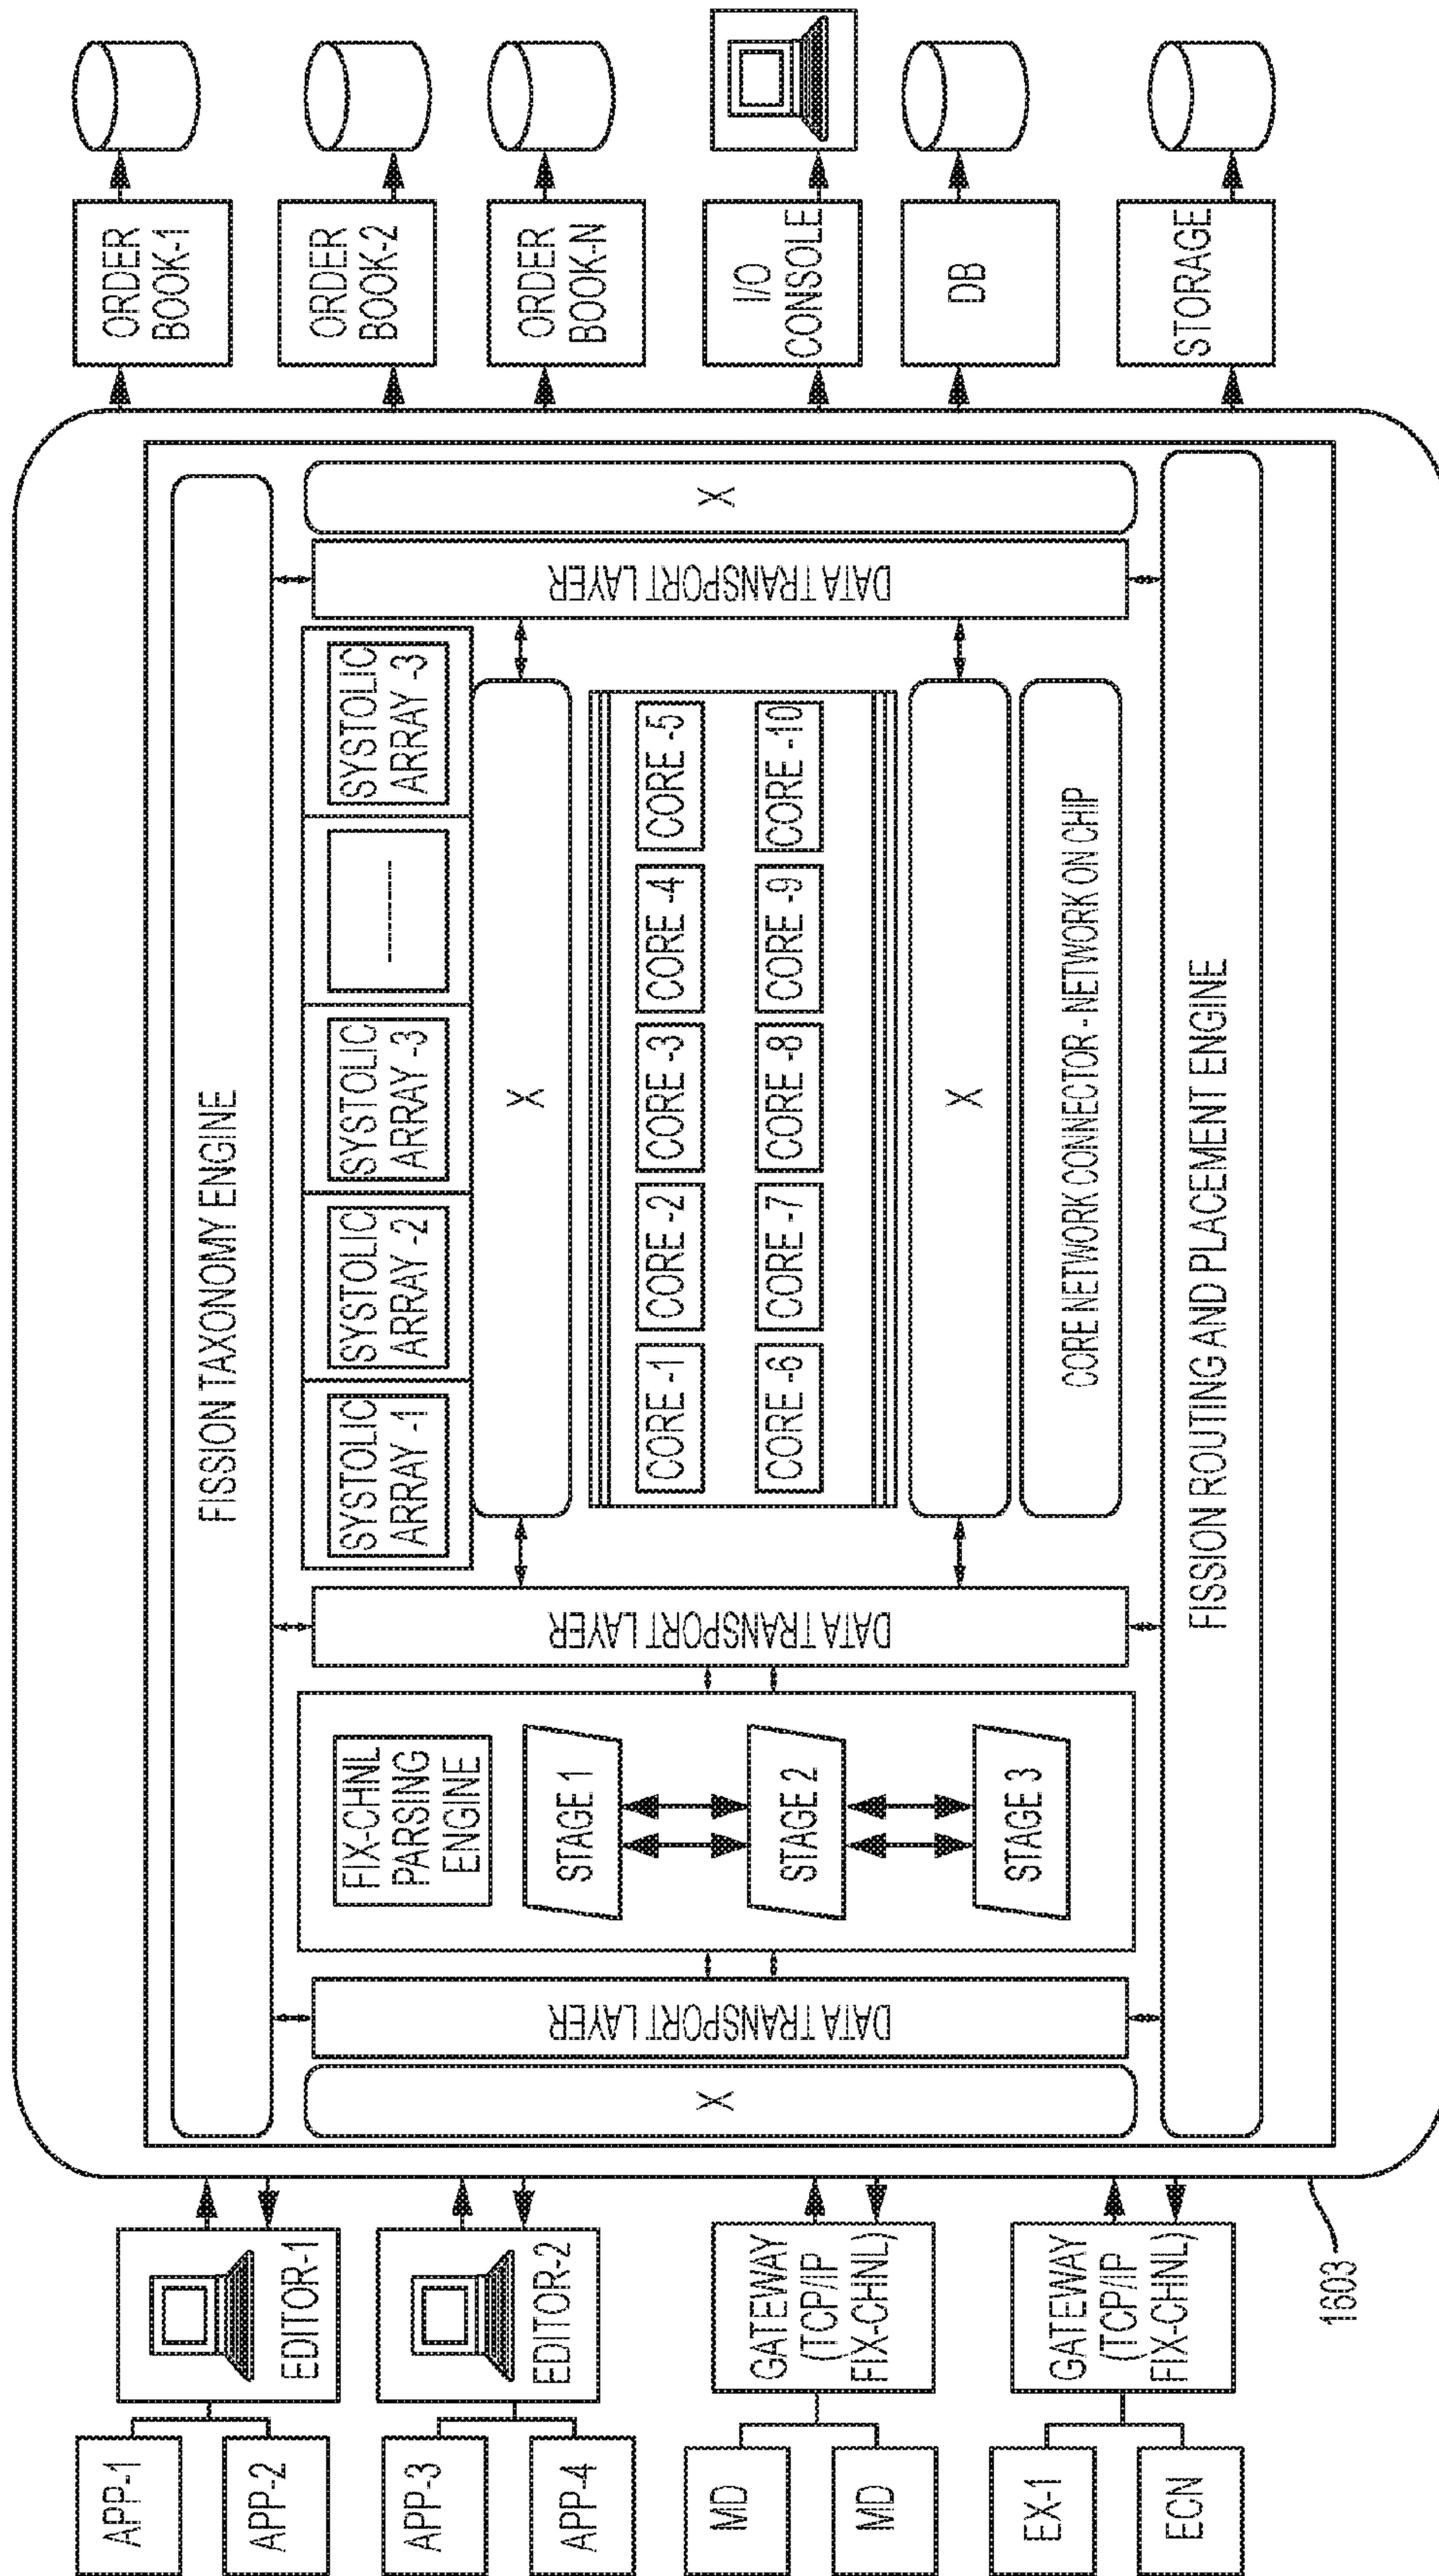 APP-1
APP-2
APP-3
APP-4
MD
MD
EX-1
ECN
EDITOR-1
EDITOR-2
GATEWAY
(TCP/IP
FIX-CHNL)
GATEWAY
(TCP/IP
FIX-CHNL)
1603
FISSION TAXONOMY ENGINE
X
DATA TRANSPORT LAYER
FIX-CHNL
PARSING
ENGINE
STAGE 1
STAGE 2
STAGE 3
DATA TRANSPORT LAYER
SYSTOLIC
ARRAY -1
SYSTOLIC
ARRAY -2
SYSTOLIC
ARRAY -3
---------
SYSTOLIC
ARRAY -3
X
CORE -1
CORE -2
CORE -3
CORE -4
CORE -5
CORE -6
CORE -7
CORE -8
CORE -9
CORE -10
X
CORE NETWORK CONNECTOR - NETWORK ON CHIP
DATA TRANSPORT LAYER
X
FISSION ROUTING AND PLACEMENT ENGINE
ORDER
BOOK-1
ORDER
BOOK-2
ORDER
BOOK-N
I/O
CONSOLE
DB
STORAGE